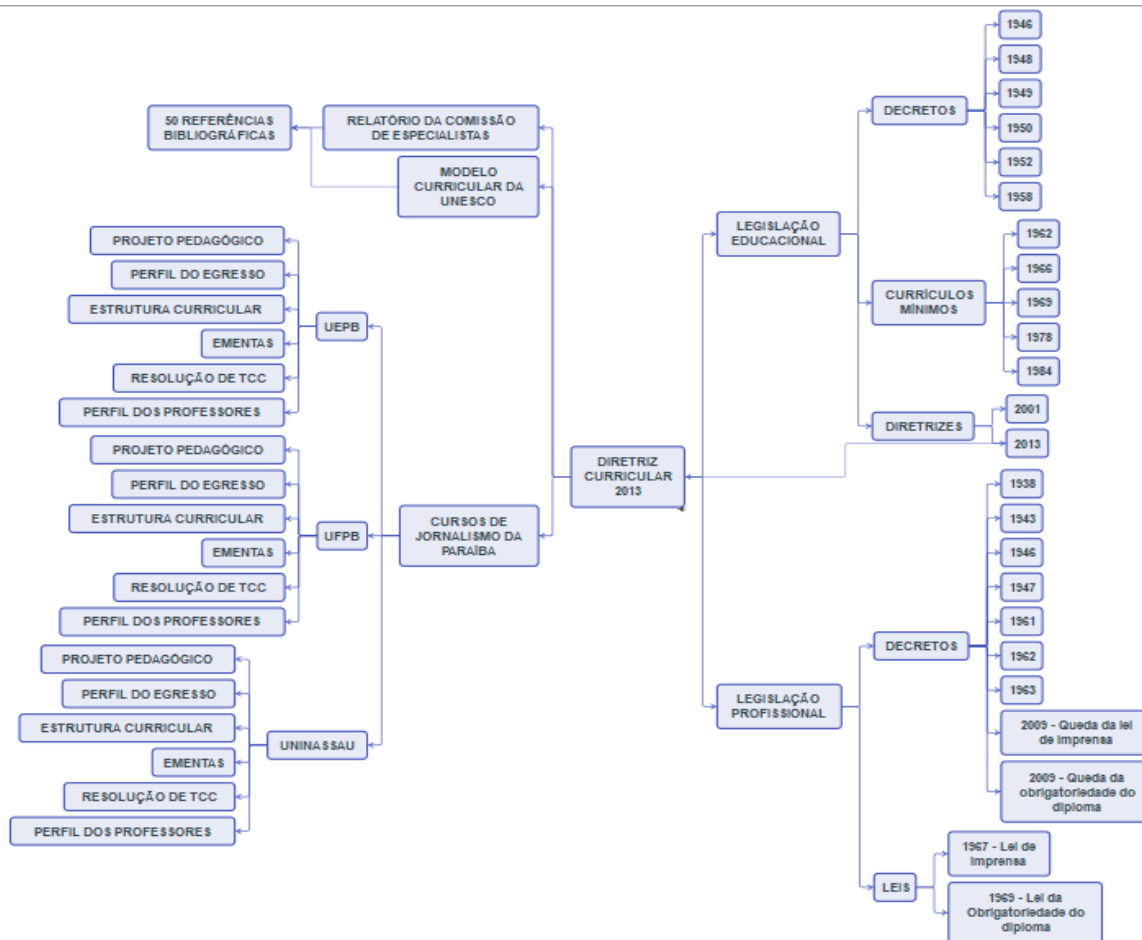 50 REFERÊNCIAS
BIBLIOGRÁFICAS
RELATÓRIO DA COMISSÃO
DE ESPECIALISTAS
MODELO
CURRICULAR DA
UNESCO
PROJETO PEDAGÓGICO
PERFIL DO EGRESSO
ESTRUTURA CURRICULAR
EMENTAS
RESOLUÇÃO DE TCC
PERFIL DOS PROFESSORES
UEPB
PROJETO PEDAGÓGICO
PERFIL DO EGRESSO
ESTRUTURA CURRICULAR
EMENTAS
RESOLUÇÃO DE TCC
PERFIL DOS PROFESSORES
UFPB
PROJETO PEDAGÓGICO
PERFIL DO EGRESSO
ESTRUTURA CURRICULAR
EMENTAS
RESOLUÇÃO DE TCC
PERFIL DOS PROFESSORES
UNINASSAU
CURSOS DE
JORNALISMO DA
PARAÍBA
DIRETRIZ
CURRICULAR
2013
LEGISLAÇÃO
EDUCACIONAL
DECRETOS
1946
1948
1949
1950
1952
1958
CURRÍCULOS
MÍNIMOS
1962
1966
1969
1978
1984
DIRETRIZES
2001
2013
LEGISLAÇÃO
PROFISSIONAL
DECRETOS
1938
1943
1946
1947
1961
1962
1963
2009 - Queda da lei
de Imprensa
2009 - Queda da
obrigatoriedade do
diploma
LEIS
1967 - Lei de
Imprensa
1969 - Lei da
Obrigatoriedade do
diploma